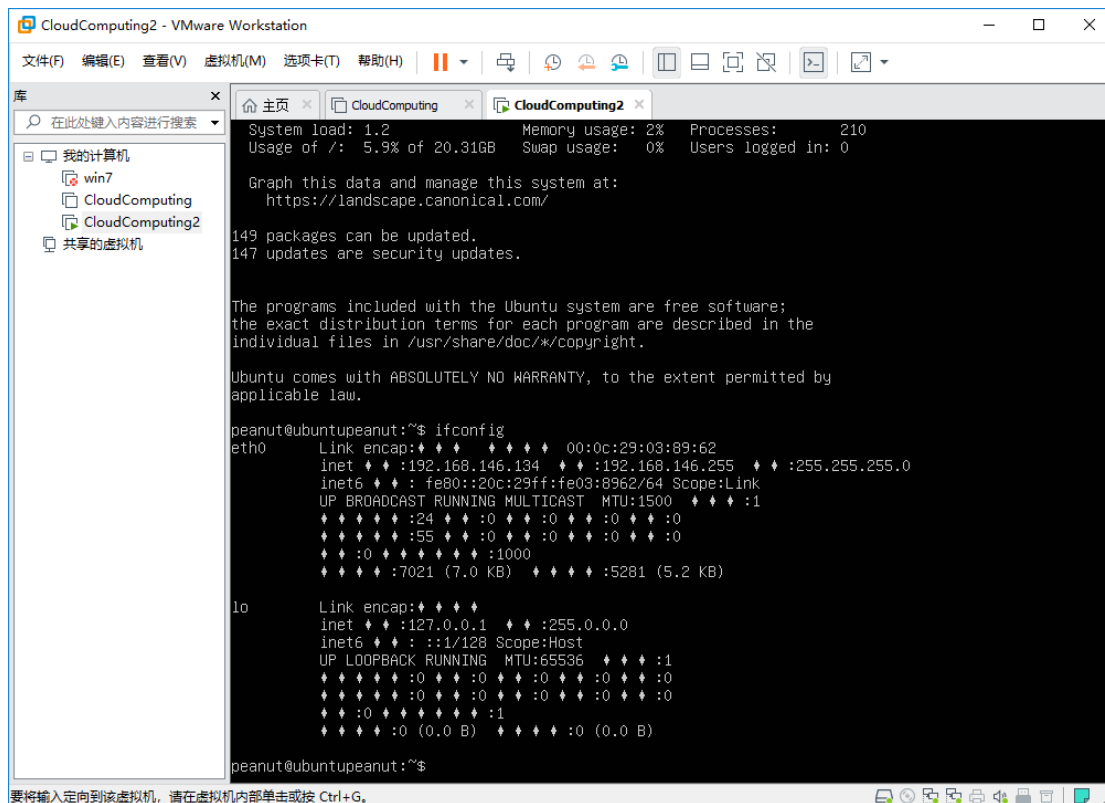 CloudComputing2 - VMware Workstation
文件(F) 编辑(E) 查看(V) 虚拟机(M) 选项卡(T) 帮助(H)
库
在此处键入内容进行搜索
我的计算机
win7
CloudComputing
CloudComputing2
共享的虚拟机
主页 CloudComputing CloudComputing2
System load: 1.2 Memory usage: 2% Processes: 210
Usage of /: 5.9% of 20.31GB Swap usage: 0% Users logged in: 0
Graph this data and manage this system at:
https://landscape.canonical.com/
149 packages can be updated.
147 updates are security updates.
The programs included with the Ubuntu system are free software;
the exact distribution terms for each program are described in the
individual files in /usr/share/doc/*/copyright.
Ubuntu comes with ABSOLUTELY NO WARRANTY, to the extent permitted by
applicable law.
peanut@ubuntupeanut:~$ ifconfig
eth0 Link encap:♦ ♦ ♦ ♦ ♦ ♦ ♦ 00:0c:29:03:89:62
inet ♦ ♦ :192.168.146.134 ♦ ♦ :192.168.146.255 ♦ ♦ :255.255.255.0
inet6 ♦ ♦ : fe80::20c:29ff:fe03:8962/64 Scope:Link
UP BROADCAST RUNNING MULTICAST MTU:1500 ♦ ♦ ♦ :1
♦ ♦ ♦ ♦ ♦ :24 ♦ ♦ :0 ♦ ♦ :0 ♦ ♦ :0 ♦ ♦ :0
♦ ♦ ♦ ♦ ♦ :55 ♦ ♦ :0 ♦ ♦ :0 ♦ ♦ :0 ♦ ♦ :0
♦ ♦ :0 ♦ ♦ ♦ ♦ ♦ ♦ :1000
♦ ♦ ♦ ♦ :7021 (7.0 KB) ♦ ♦ ♦ ♦ :5281 (5.2 KB)
lo Link encap:♦ ♦ ♦ ♦
inet ♦ ♦ :127.0.0.1 ♦ ♦ :255.0.0.0
inet6 ♦ ♦ : ::1/128 Scope:Host
UP LOOPBACK RUNNING MTU:65536 ♦ ♦ ♦ :1
♦ ♦ ♦ ♦ ♦ :0 ♦ ♦ :0 ♦ ♦ :0 ♦ ♦ :0 ♦ ♦ :0
♦ ♦ ♦ ♦ ♦ :0 ♦ ♦ :0 ♦ ♦ :0 ♦ ♦ :0 ♦ ♦ :0
♦ ♦ :0 ♦ ♦ ♦ ♦ ♦ ♦ :1
♦ ♦ ♦ ♦ :0 (0.0 B) ♦ ♦ ♦ ♦ :0 (0.0 B)
peanut@ubuntupeanut:~$
要将输入定向到该虚拟机，请在虚拟机内部单击或按 Ctrl+G。